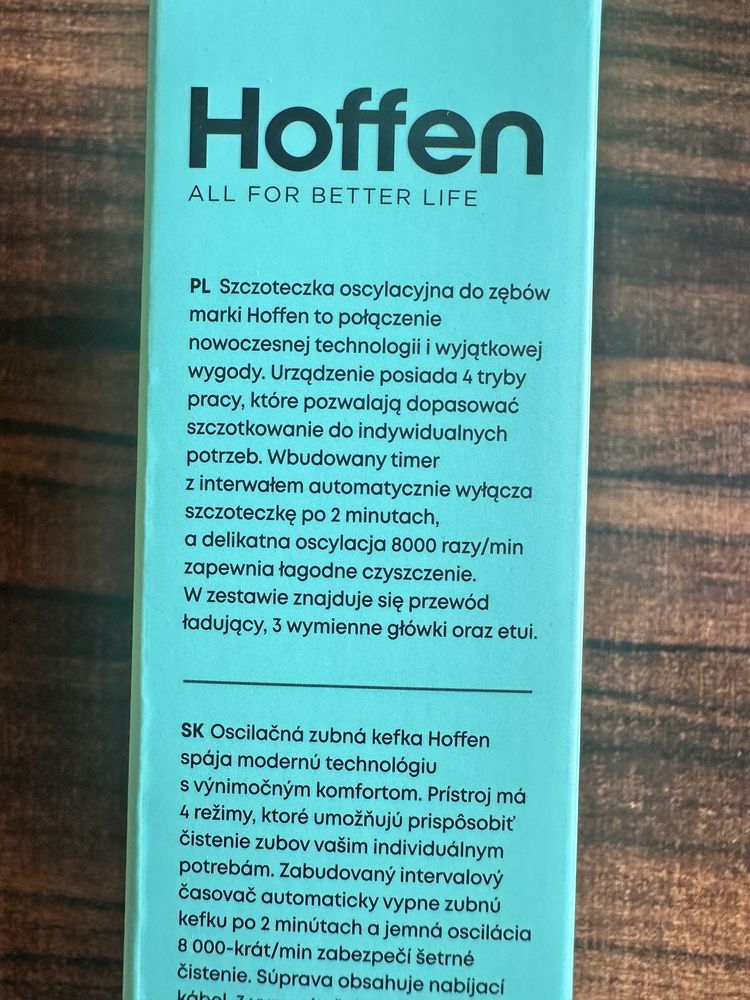 Hoffen
ALL FOR BETTER LIFE
PL Szczoteczka oscylacyjna do zębów
marki Hoffen to połączenie
nowoczesnej technologii i wyjątkowej
wygody. Urządzenie posiada 4 tryby
pracy, które pozwalają dopasować
szczotkowanie do indywidualnych
potrzeb. Wbudowany timer
z interwałem automatycznie wyłącza
szczoteczkę po 2 minutach,
a delikatna oscylacja 8000 razy/min
zapewnia łagodne czyszczenie.
W zestawie znajduje się przewód
ładujący, 3 wymienne główki oraz etui.
SK Oscilačná zubná kefka Hoffen
spája modernú technológiu
s výnimočným komfortom. Prístroj má
4 režimy, ktoré umožňujú prispôsobiť
čistenie zubov vašim individuálnym
potrebám. Zabudovaný intervalový
časovač automaticky vypne zubnú
kefku po 2 minútach a jemná oscilácia
8 000-krát/min zabezpečí šetrné
čistenie. Súprava obsahuje nabíjací
kábel, 3